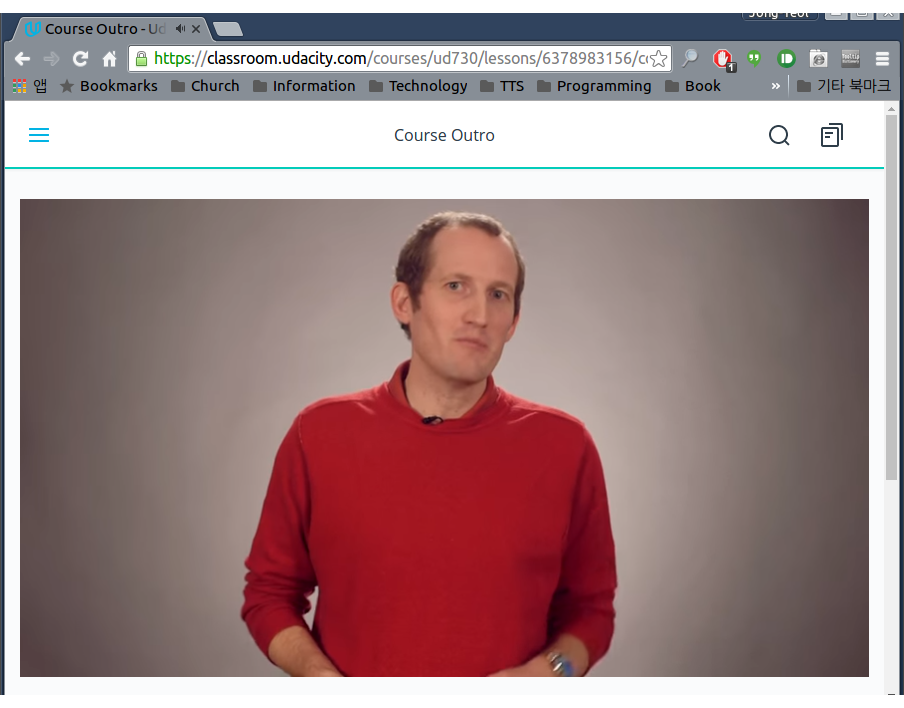 Jong Yeol
Course Outro - Ud
https://classroom.udacity.com/courses/ud730/lessons/6378983156/c
1
앱 Bookmarks Church Information Technology TTS Programming Book » 기타 북마크
Course Outro